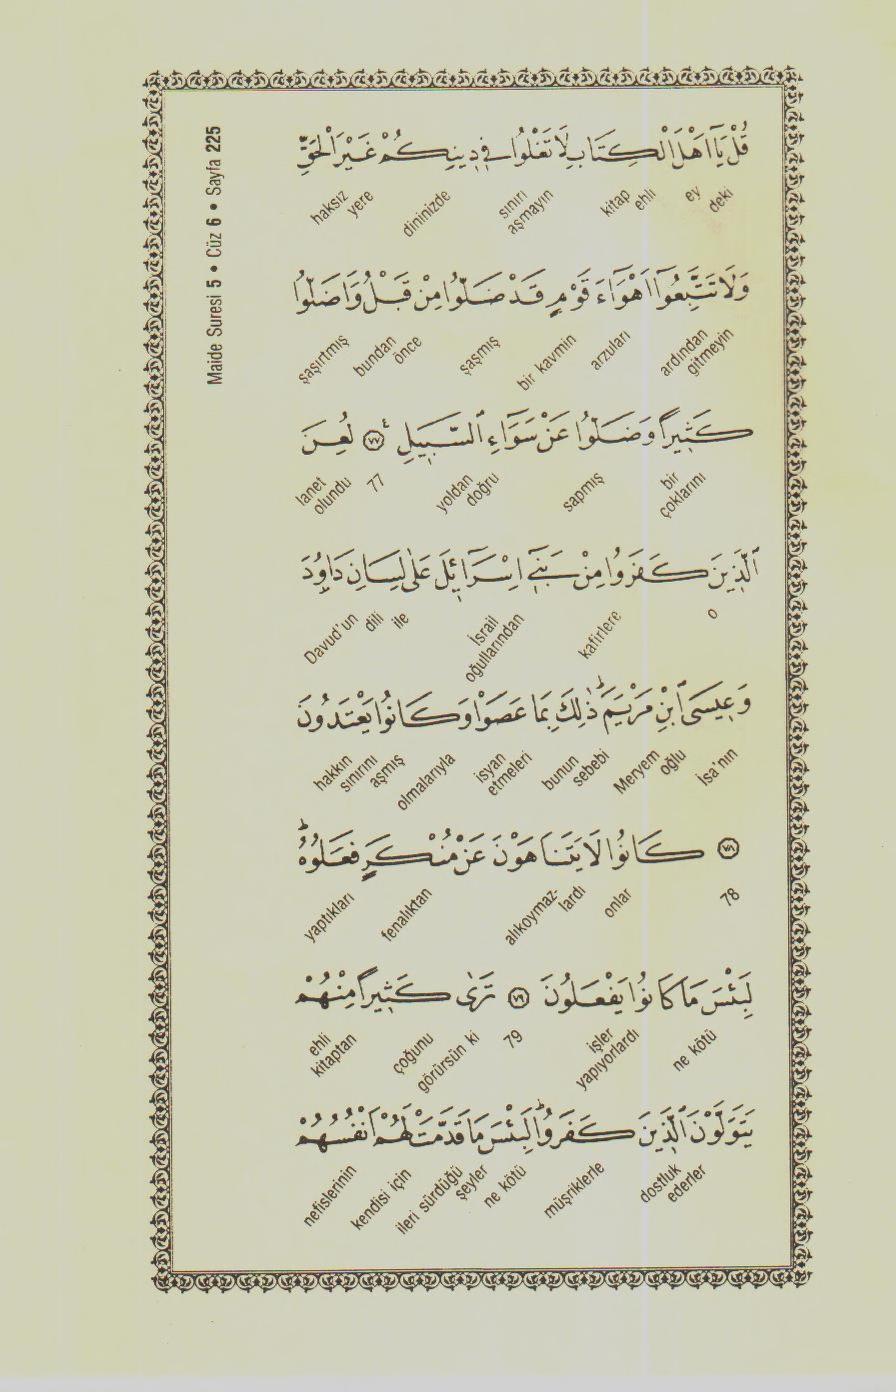 Maide Suresi 5 • Cüz 6 • Sayfa 225
قُلْ يَٓا اَهْلَ الْكِتَابِ لَا تَغْلُوا ف۪ي د۪ينِكُمْ غَيْرَ الْحَقِّ
deki ey ehli kitap sınırı aşmayın dininizde haksız yere
وَلَا تَتَّبِعُٓوا اَهْوَٓاءَ قَوْمٍ قَدْ ضَلُّوا مِنْ قَبْلُ وَاَضَلُّوا
ardından gitmeyin arzuları bir kavmin şaşmış bundan önce şaşırtmış
كَث۪يرًا وَضَلُّوا عَنْ سَوَٓاءِ السَّب۪يلِ ﴿٧٧﴾ لُعِنَ
bir çoklarını sapmış yoldan doğru 77 lanet olundu
اَلَّذ۪ينَ كَفَرُوا مِنْ بَن۪ٓي اِسْرَٓائ۪لَ عَلٰى لِسَانِ دَاوُ۫دَ
o kafirlere İsrail oğullarından ile dili Davud'un
وَع۪يسَى ابْنِ مَرْيَمَۜ ذٰلِكَ بِمَا عَصَوْا وَكَانُوا يَعْتَدُونَ
İsa'nın oğlu Meryem bunun sebebi isyan etmeleri olmalarıyla hakkın sınırını aşmış
﴿٧٨﴾ كَانُوا لَا يَتَنَاهَوْنَ عَنْ مُنْكَرٍ فَعَلُوهُۜ
78 onlar alıkoymaz-lardı fenalıktan yaptıkları
لَبِئْسَ مَا كَانُوا يَفْعَلُونَ ﴿٧٩﴾ تَرٰى كَث۪يرًا مِنْهُمْ
ne kötü işler yapıyorlardı 79 görürsün ki çoğunu ehli kitaptan
يَتَوَلَّوْنَ الَّذ۪ينَ كَفَرُواۜ لَبِئْسَ مَا قَدَّمَتْ لَهُمْ اَنْفُسُهُمْ
dostluk ederler müşriklerle ne kötü şeyler ileri sürdüğü kendisi için nefislerinin